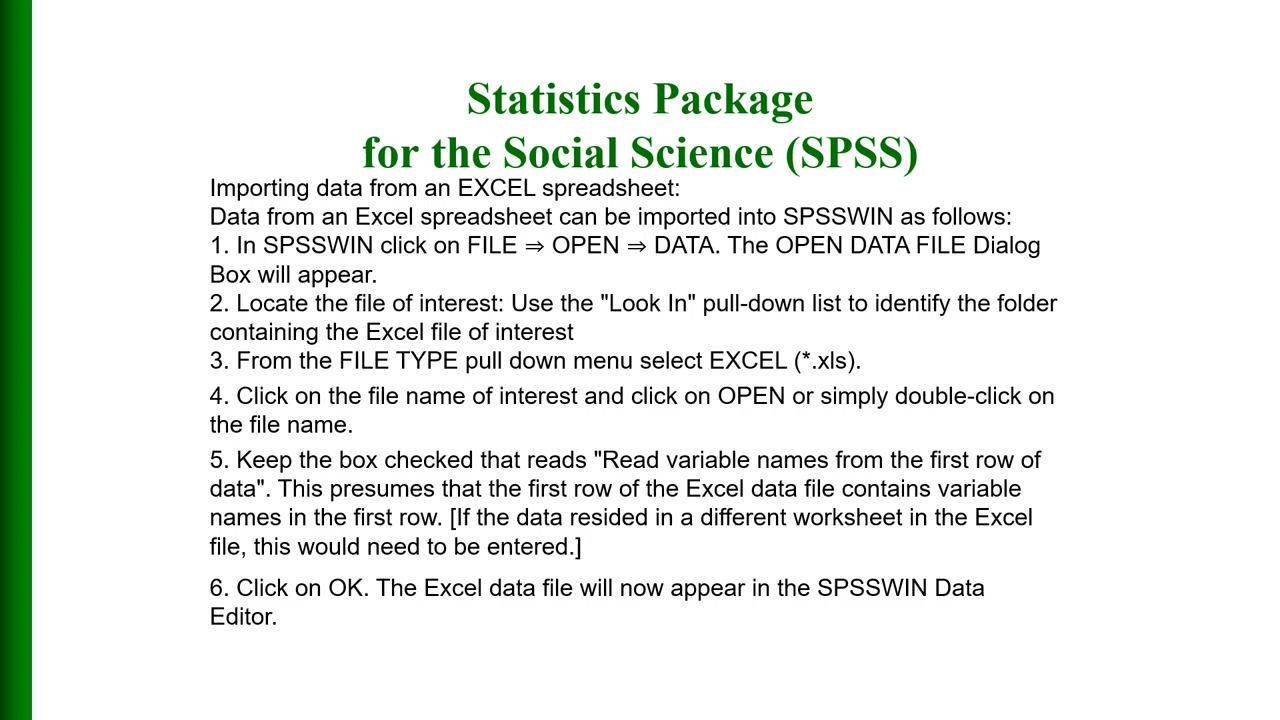 Statistics Package
for the Social Science (SPSS)
Importing data from an EXCEL spreadsheet:
Data from an Excel spreadsheet can be imported into SPSSWIN as follows:
1. In SPSSWIN click on FILE ⇒ OPEN ⇒ DATA. The OPEN DATA FILE Dialog
Box will appear.
2. Locate the file of interest: Use the "Look In" pull-down list to identify the folder
containing the Excel file of interest
3. From the FILE TYPE pull down menu select EXCEL (*.xls).
4. Click on the file name of interest and click on OPEN or simply double-click on
the file name.
5. Keep the box checked that reads "Read variable names from the first row of
data". This presumes that the first row of the Excel data file contains variable
names in the first row. [If the data resided in a different worksheet in the Excel
file, this would need to be entered.]
6. Click on OK. The Excel data file will now appear in the SPSSWIN Data
Editor.